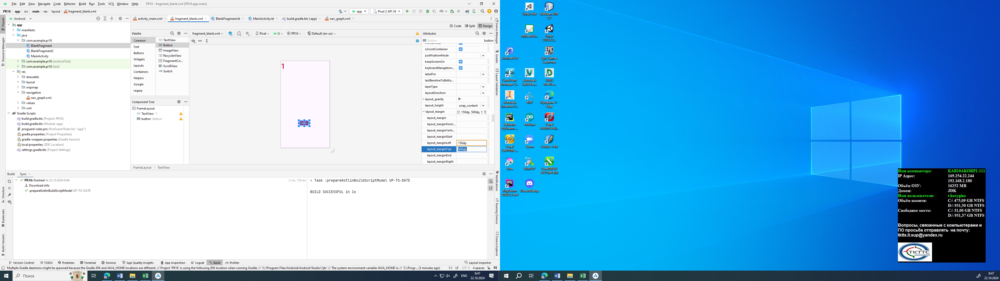 File Edit View Navigate Code Refactor Build Run Tools VCS Window Help PR16 - fragment_blank.xml [PR16.app.main]
PR16 app src main res layout fragment_blank.xml
app Pixel 2 API 34
Android
activity_main.xml fragment_blank.xml BlankFragment.kt MainActivity.kt build.gradle.kts (:app) nav_graph.xml
Code Split Design
Project
Resource Manager
Structure
Bookmarks
Build Variants
app
manifests
java
com.example.pr16
BlankFragment
BlankFragment2
MainActivity
com.example.pr16 (androidTest)
com.example.pr16 (test)
res
drawable
layout
mipmap
navigation
nav_graph.xml
values
xml
Gradle Scripts
build.gradle.kts (Project: PR16)
build.gradle.kts (Module :app)
proguard-rules.pro (ProGuard Rules for ":app")
gradle.properties (Project Properties)
gradle-wrapper.properties (Gradle Version)
local.properties (SDK Location)
settings.gradle.kts (Project Settings)
Palette
Common
Text
Buttons
Widgets
Layouts
Containers
Helpers
Google
Legacy
Ab TextView
Button
ImageView
RecyclerView
FragmentCo...
ScrollView
Switch
Component Tree
FrameLayout
Ab TextView "1"
button "Button"
fragment_blank.xml Pixel U PR16 Default (en-us)
1
Button
FrameLayout TextView
Attributes
Button button
isScrollContainer
justificationMode
keepScreenOn
keyboardNavigation...
labelFor
lastBaselineToBotto...
layerType
layoutDirection
layout_gravity
layout_height wrap_content
layout_margin [?, 150dp, 500dp, ?, ?]
layout_margin
layout_marginHoriz...
layout_marginVerti...
layout_marginStart
layout_marginLeft 150dp
layout_marginTop 500dp
layout_marginEnd
layout_marginRight
Device Manager
Gradle
Layout Validation
Notifications
Running Devices
Device Explorer
Build: Sync
PR16: finished At 22.10.2024 8:44 2 sec, 730 ms
Download info
:prepareKotlinBuildScriptModel UP-TO-DATE
> Task :prepareKotlinBuildScriptModel UP-TO-DATE
BUILD SUCCESSFUL in 1s
Version Control TODO Problems Terminal Services App Quality Insights App Inspection Logcat Build Profiler Layout Inspector
Multiple Gradle daemons might be spawned because the Gradle JDK and JAVA_HOME locations are different. // Project 'PR16' is using the following JDK location when running Gradle: // 'C:/Program Files/Android/Android Studio1/jbr' // The system environment variable JAVA_HOME is: // 'C:\Progr... (3 minutes ago) 1:1 LF UTF-8 4 spaces
Поиск
ENG 8:47
22.10.2024
Unity Hub
NetBeans IDE 8.2
MyTestStu...
Unity 2018.3.7...
Archicad 26
Epic Games Launcher
Corel Font Manager 2...
Autodesk Vault Bas...
DWG TrueVie...
Autodesk Inventor P...
ВПР
Профиль 1 - Edge
JetBrains PyCharm ...
Arduino
Corel PHOTO-PAI...
Corel CAPTURE ...
Zoom
Scribus 1.4.6
Krita
WinSCP
CorelDRAW 2021 (64-Bit)
PhpStorm 2020.2.3 x64
DiscordSetup
Имя компьютера: KAB10AKORP2-111
IP Адрес: 169.254.22.244
192.168.2.180
Объём ОЗУ: 16252 MB
Домен: JDK
Имя пользователя: t.kosygina
Объём памяти: C:\ 475,09 GB NTFS
D:\ 931,50 GB NTFS
Свободное место: C:\ 31,00 GB NTFS
D:\ 931,37 GB NTFS
Вопросы, связанные с компьютерами и
ПО просьба отправлять на почту:
tktts.it.sup@yandex.ru
ТКТТС
8:47
22.10.2024